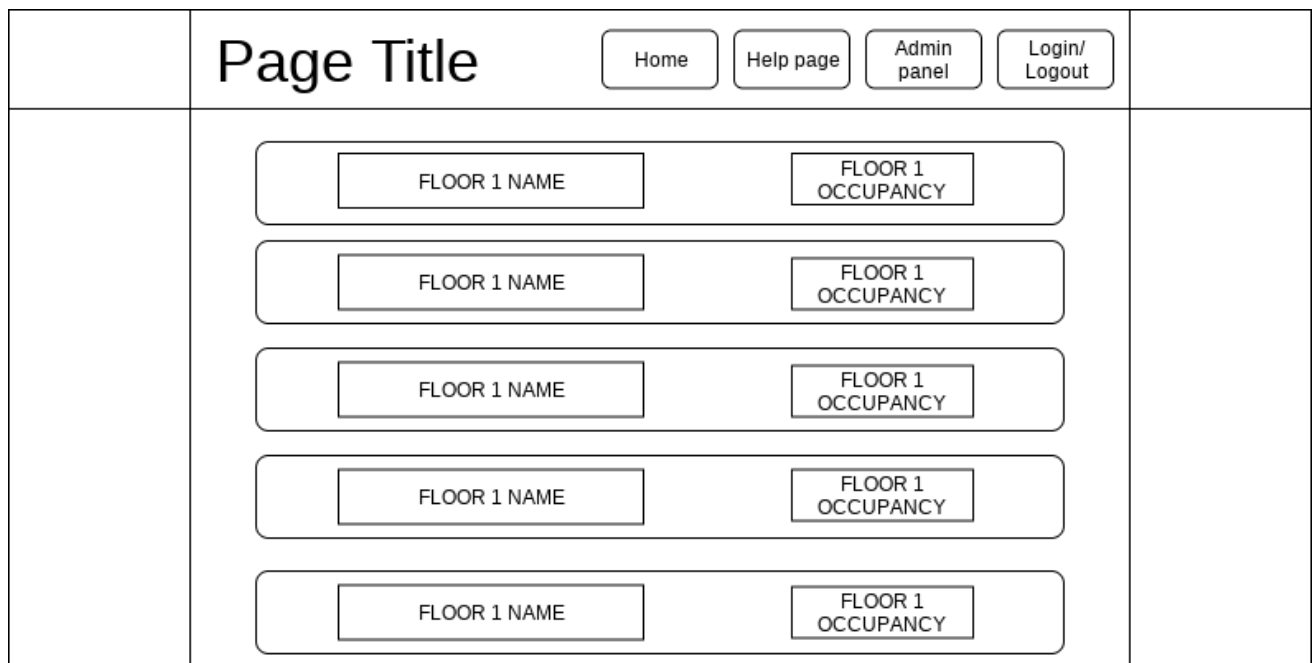 Page Title
Home
Help page
Admin
panel
Login/
Logout
FLOOR 1 NAME
FLOOR 1
OCCUPANCY
FLOOR 1 NAME
FLOOR 1
OCCUPANCY
FLOOR 1 NAME
FLOOR 1
OCCUPANCY
FLOOR 1 NAME
FLOOR 1
OCCUPANCY
FLOOR 1 NAME
FLOOR 1
OCCUPANCY